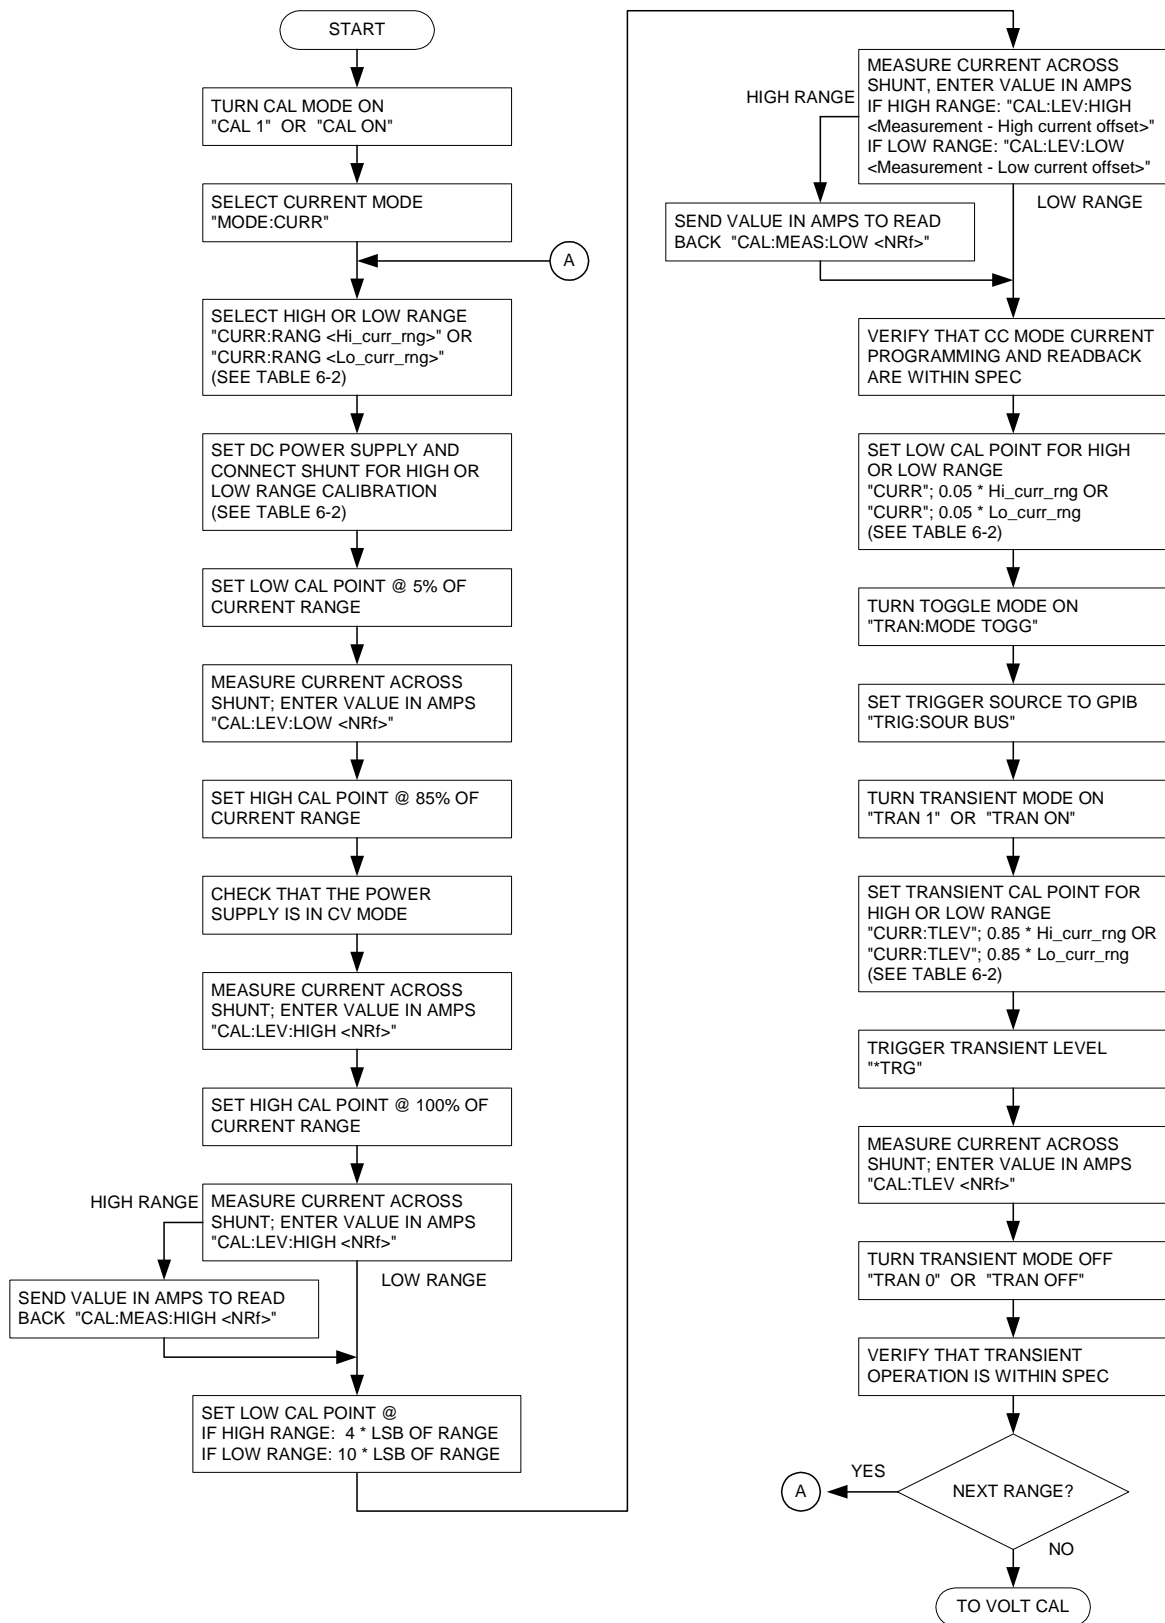 START
TURN CAL MODE ON
"CAL 1" OR "CAL ON"
SELECT CURRENT MODE
"MODE:CURR"
A
SELECT HIGH OR LOW RANGE
"CURR:RANG <Hi_curr_rng>" OR
"CURR:RANG <Lo_curr_rng>"
(SEE TABLE 6-2)
SET DC POWER SUPPLY AND
CONNECT SHUNT FOR HIGH OR
LOW RANGE CALIBRATION
(SEE TABLE 6-2)
SET LOW CAL POINT @ 5% OF
CURRENT RANGE
MEASURE CURRENT ACROSS
SHUNT; ENTER VALUE IN AMPS
"CAL:LEV:LOW <NRf>"
SET HIGH CAL POINT @ 85% OF
CURRENT RANGE
CHECK THAT THE POWER
SUPPLY IS IN CV MODE
MEASURE CURRENT ACROSS
SHUNT; ENTER VALUE IN AMPS
"CAL:LEV:HIGH <NRf>"
SET HIGH CAL POINT @ 100% OF
CURRENT RANGE
HIGH RANGE
MEASURE CURRENT ACROSS
SHUNT; ENTER VALUE IN AMPS
"CAL:LEV:HIGH <NRf>"
LOW RANGE
SEND VALUE IN AMPS TO READ
BACK "CAL:MEAS:HIGH <NRf>"
SET LOW CAL POINT @
IF HIGH RANGE: 4 * LSB OF RANGE
IF LOW RANGE: 10 * LSB OF RANGE
MEASURE CURRENT ACROSS
SHUNT, ENTER VALUE IN AMPS
IF HIGH RANGE: "CAL:LEV:HIGH
<Measurement - High current offset>"
IF LOW RANGE: "CAL:LEV:LOW
<Measurement - Low current offset>"
HIGH RANGE
LOW RANGE
SEND VALUE IN AMPS TO READ
BACK "CAL:MEAS:LOW <NRf>"
VERIFY THAT CC MODE CURRENT
PROGRAMMING AND READBACK
ARE WITHIN SPEC
SET LOW CAL POINT FOR HIGH
OR LOW RANGE
"CURR"; 0.05 * Hi_curr_rng OR
"CURR"; 0.05 * Lo_curr_rng
(SEE TABLE 6-2)
TURN TOGGLE MODE ON
"TRAN:MODE TOGG"
SET TRIGGER SOURCE TO GPIB
"TRIG:SOUR BUS"
TURN TRANSIENT MODE ON
"TRAN 1" OR "TRAN ON"
SET TRANSIENT CAL POINT FOR
HIGH OR LOW RANGE
"CURR:TLEV"; 0.85 * Hi_curr_rng OR
"CURR:TLEV"; 0.85 * Lo_curr_rng
(SEE TABLE 6-2)
TRIGGER TRANSIENT LEVEL
"*TRG"
MEASURE CURRENT ACROSS
SHUNT; ENTER VALUE IN AMPS
"CAL:TLEV <NRf>"
TURN TRANSIENT MODE OFF
"TRAN 0" OR "TRAN OFF"
VERIFY THAT TRANSIENT
OPERATION IS WITHIN SPEC
NEXT RANGE?
YES
A
NO
TO VOLT CAL